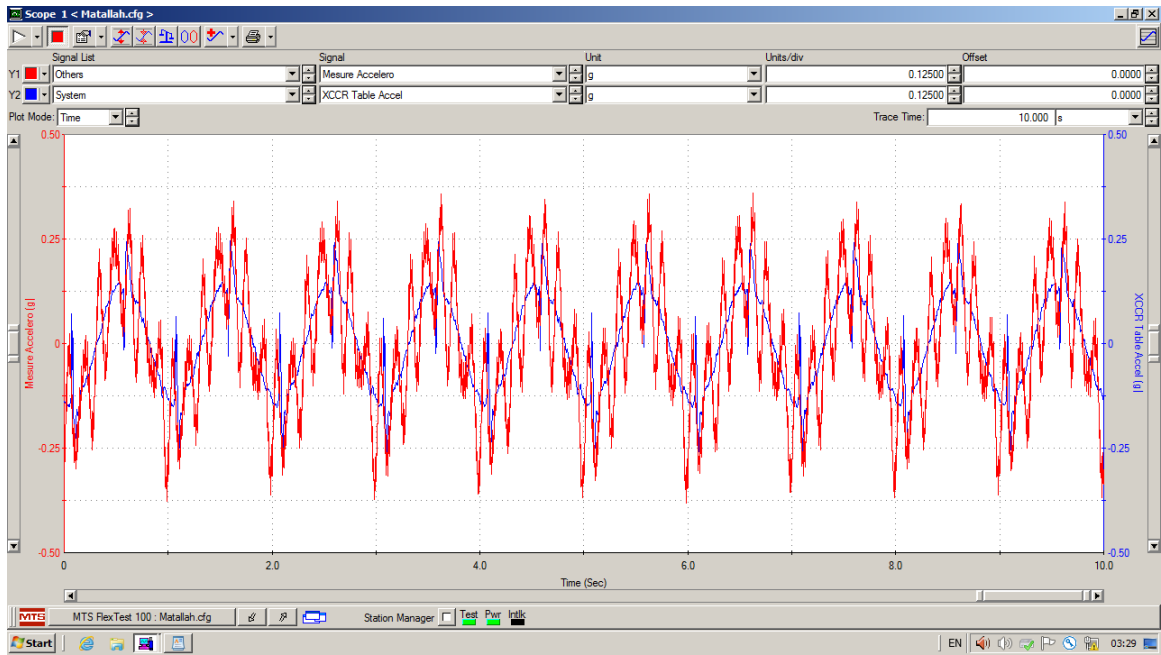 Scope 1 < Matallah.cfg >
Signal List Signal Unit Units/div Offset
Y1 Others Mesure Accelero g 0.12500 0.0000
Y2 System XCCR Table Accel g 0.12500 0.0000
Plot Mode: Time Trace Time: 10.000 s
0.50 0.50
0.25 0.25
Mesure Accelero [g]
0 0
XCCR Table Accel [g]
-0.25 -0.25
-0.50 -0.50
0 2.0 4.0 6.0 8.0 10.0
Time (Sec)
MTS MTS FlexTest 100 : Matallah.cfg Station Manager Test Pwr Intlk
Start EN 03:29